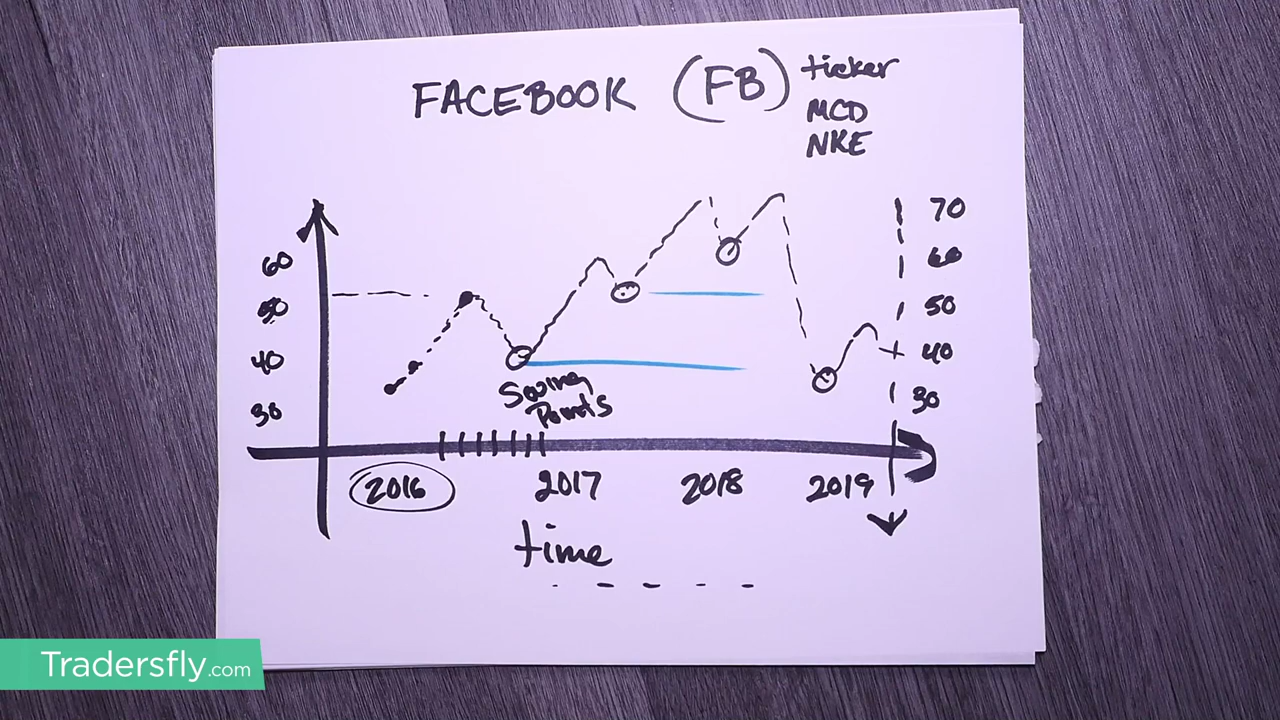 FACEBOOK (FB) ticker
MCD
NKE
60
50
40
30
70
60
50
40
30
Swing
Points
2016 2017 2018 2019
time
Tradersfly.com